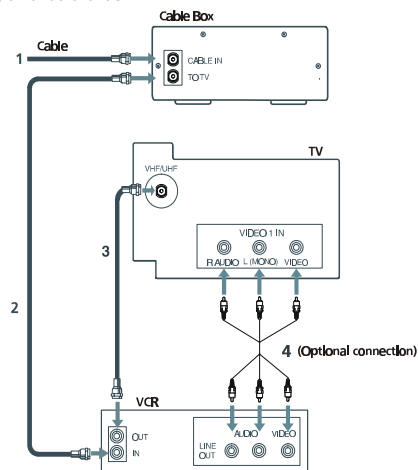 Cable Box
1 Cable
CABLE IN
TO TV
TV
VHF/UHF
VIDEO 1 IN
R AUDIO L (MONO) VIDEO
3
2
4 (Optional connection)
VCR
OUT
IN
AUDIO VIDEO
LINE
OUT